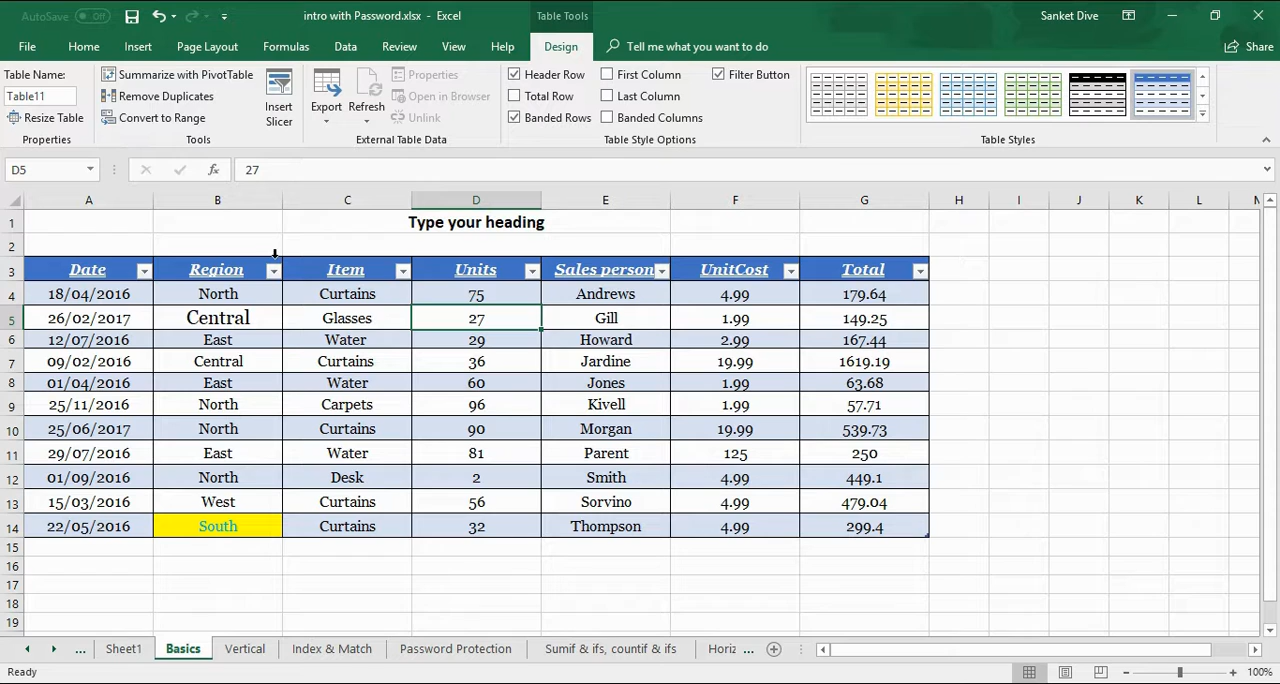 AutoSave Off intro with Password.xlsx - Excel Table Tools Sanket Dive
File Home Insert Page Layout Formulas Data Review View Help Design Tell me what you want to do Share
Table Name:
Table11
Resize Table
Properties
Summarize with PivotTable
Remove Duplicates
Convert to Range
Insert
Slicer
Tools
Export Refresh
Properties
Open in Browser
Unlink
External Table Data
Header Row First Column Filter Button
Total Row Last Column
Banded Rows Banded Columns
Table Style Options
Table Styles
D5 fx 27
A B C D E F G H I J K L
1 Type your heading
2
3 Date Region Item Units Sales person UnitCost Total
4 18/04/2016 North Curtains 75 Andrews 4.99 179.64
5 26/02/2017 Central Glasses 27 Gill 1.99 149.25
6 12/07/2016 East Water 29 Howard 2.99 167.44
7 09/02/2016 Central Curtains 36 Jardine 19.99 1619.19
8 01/04/2016 East Water 60 Jones 1.99 63.68
9 25/11/2016 North Carpets 96 Kivell 1.99 57.71
10 25/06/2017 North Curtains 90 Morgan 19.99 539.73
11 29/07/2016 East Water 81 Parent 125 250
12 01/09/2016 North Desk 2 Smith 4.99 449.1
13 15/03/2016 West Curtains 56 Sorvino 4.99 479.04
14 22/05/2016 South Curtains 32 Thompson 4.99 299.4
15
16
17
18
19
... Sheet1 Basics Vertical Index & Match Password Protection Sumif & ifs, countif & ifs Horiz ...
Ready 100%